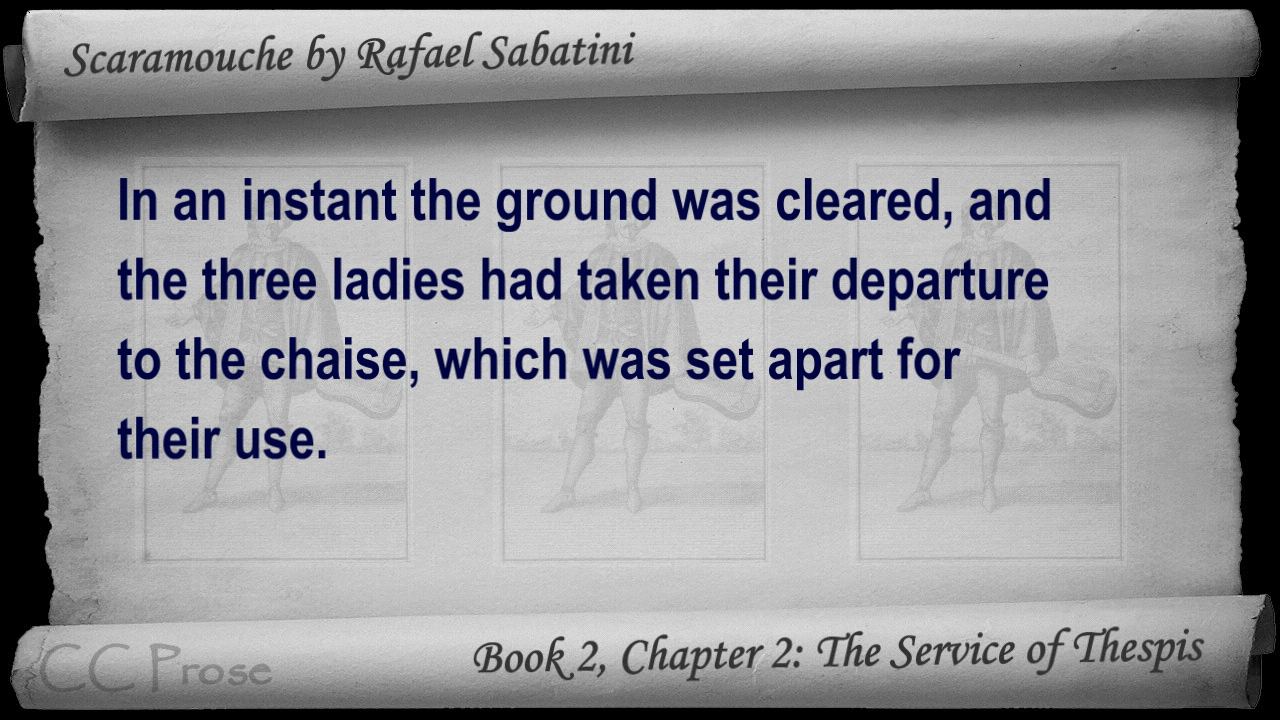 Scaramouche by Rafael Sabatini
In an instant the ground was cleared, and
the three ladies had taken their departure
to the chaise, which was set apart for
their use.
CC Prose
Book 2, Chapter 2: The Service of Thespis